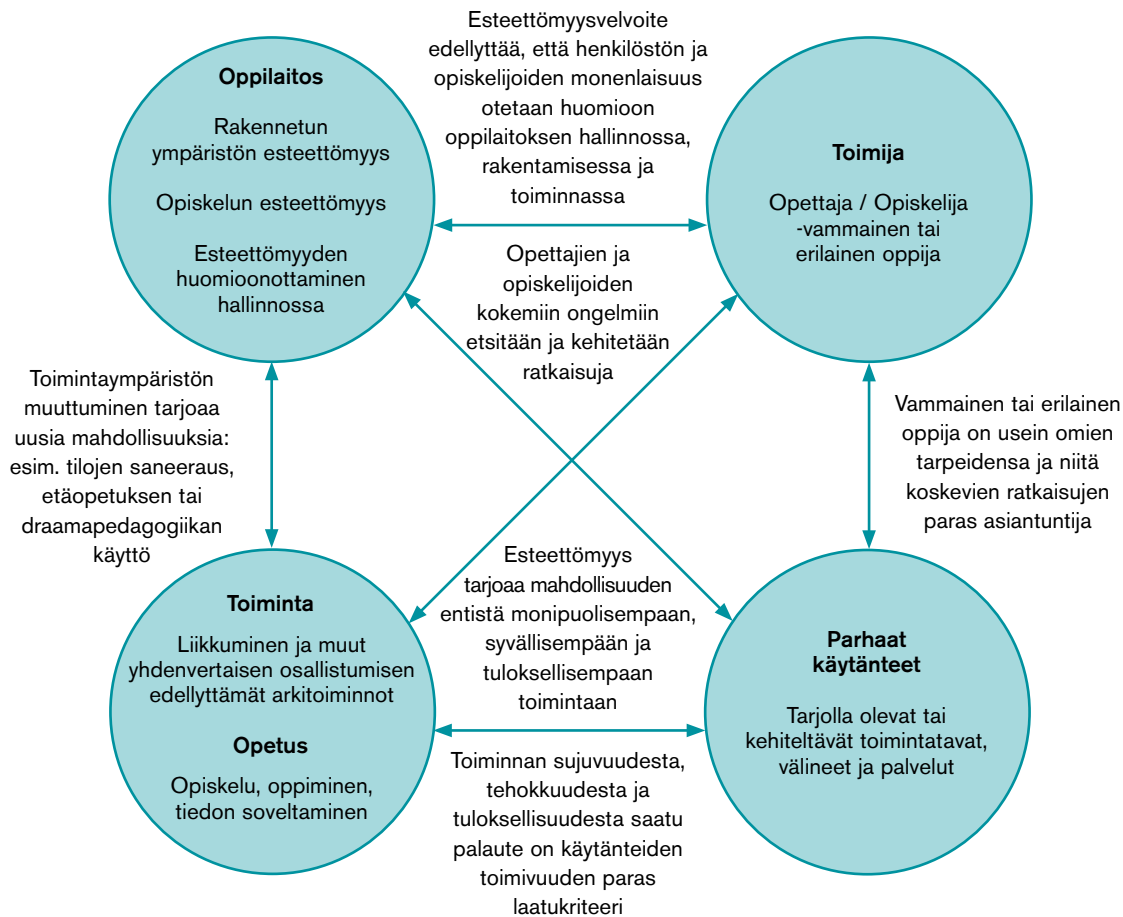 Oppilaitos
Rakennetun
ympäristön esteettömyys
Opiskelun esteettömyys
Esteettömyyden
huomioonottaminen
hallinnossa
Esteettömyysvelvoite
edellyttää, että henkilöstön ja
opiskelijoiden monenlaisuus
otetaan huomioon
oppilaitoksen hallinnossa,
rakentamisessa ja
toiminnassa
Toimija
Opettaja / Opiskelija
-vammainen tai
erilainen oppija
Opettajien ja
opiskelijoiden
kokemiin ongelmiin
etsitään ja kehitetään
ratkaisuja
Toimintaympäristön
muuttuminen tarjoaa
uusia mahdollisuuksia:
esim. tilojen saneeraus,
etäopetuksen tai
draamapedagogiikan
käyttö
Vammainen tai erilainen
oppija on usein omien
tarpeidensa ja niitä
koskevien ratkaisujen
paras asiantuntija
Esteettömyys
tarjoaa mahdollisuuden
entistä monipuolisempaan,
syvällisempään ja
tuloksellisempaan
toimintaan
Toiminta
Liikkuminen ja muut
yhdenvertaisen osallistumisen
edellyttämät arkitoiminnot
Opetus
Opiskelu, oppiminen,
tiedon soveltaminen
Parhaat
käytänteet
Tarjolla olevat tai
kehiteltävät toimintatavat,
välineet ja palvelut
Toiminnan sujuvuudesta,
tehokkuudesta ja
tuloksellisuudesta saatu
palaute on käytänteiden
toimivuuden paras
laatukriteeri